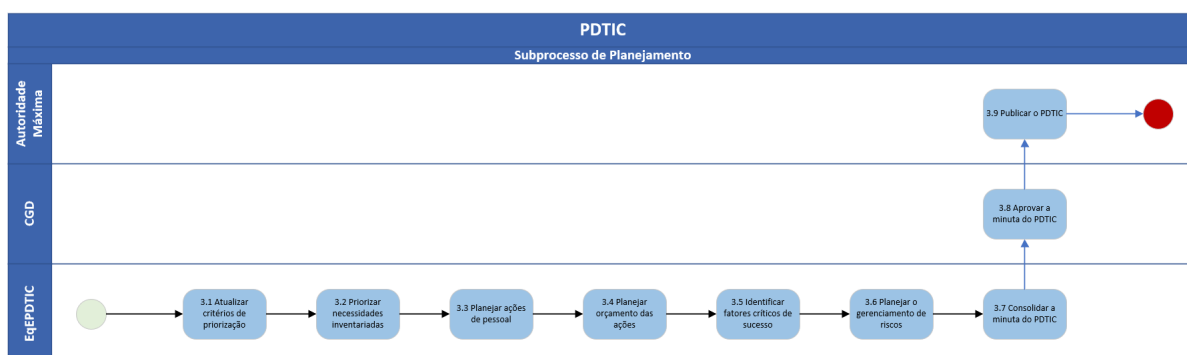 PDTIC
Subprocesso de Planejamento
Autoridade
Máxima
3.9 Publicar o PDTIC
CGD
3.8 Aprovar a
minuta do PDTIC
EqEPDTIC
3.1 Atualizar
critérios de
priorização
3.2 Priorizar
necessidades
inventariadas
3.3 Planejar ações
de pessoal
3.4 Planejar
orçamento das
ações
3.5 Identificar
fatores críticos de
sucesso
3.6 Planejar o
gerenciamento de
riscos
3.7 Consolidar a
minuta do PDTIC